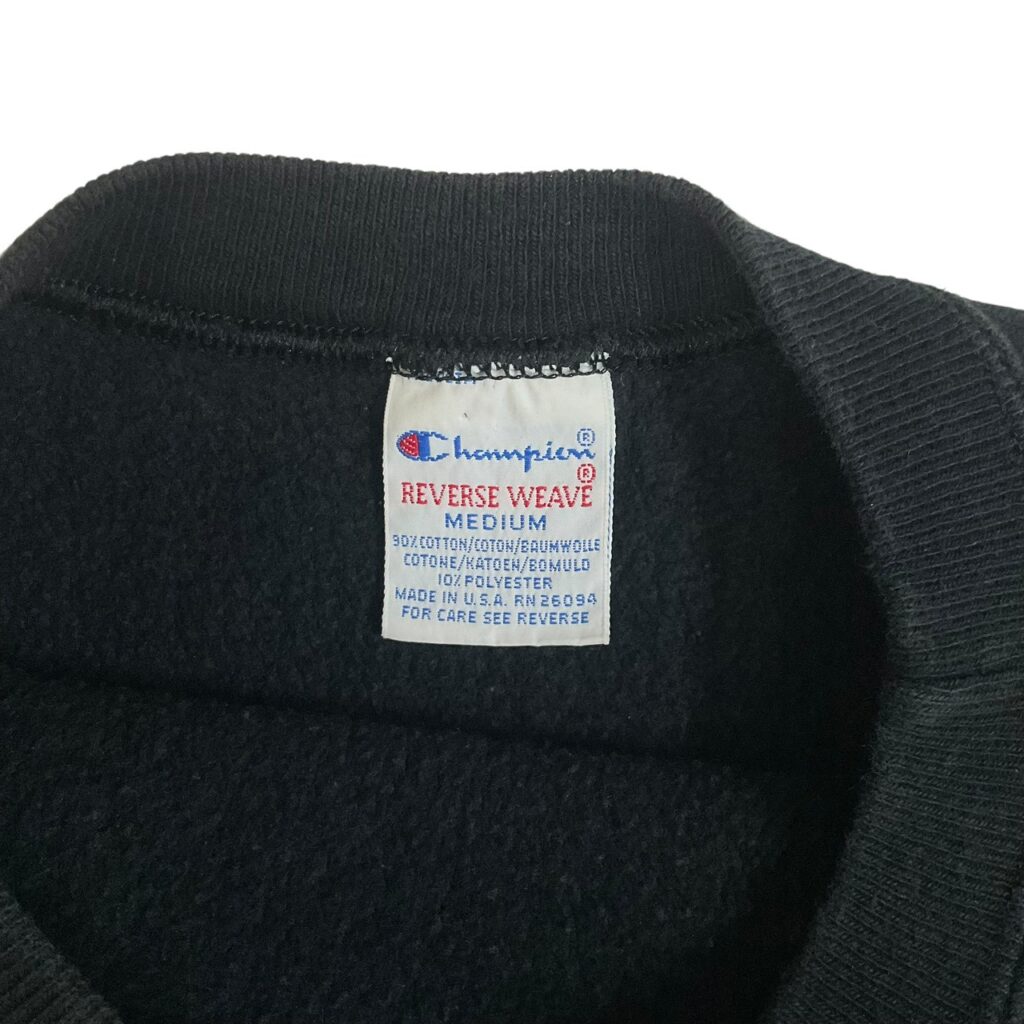 Champion®
®
REVERSE WEAVE
MEDIUM
90% COTTON/COTON/BAUMWOLLE
COTONE/KATOEN/BOMULD
10% POLYESTER
MADE IN U.S.A. RN 26094
FOR CARE SEE REVERSE